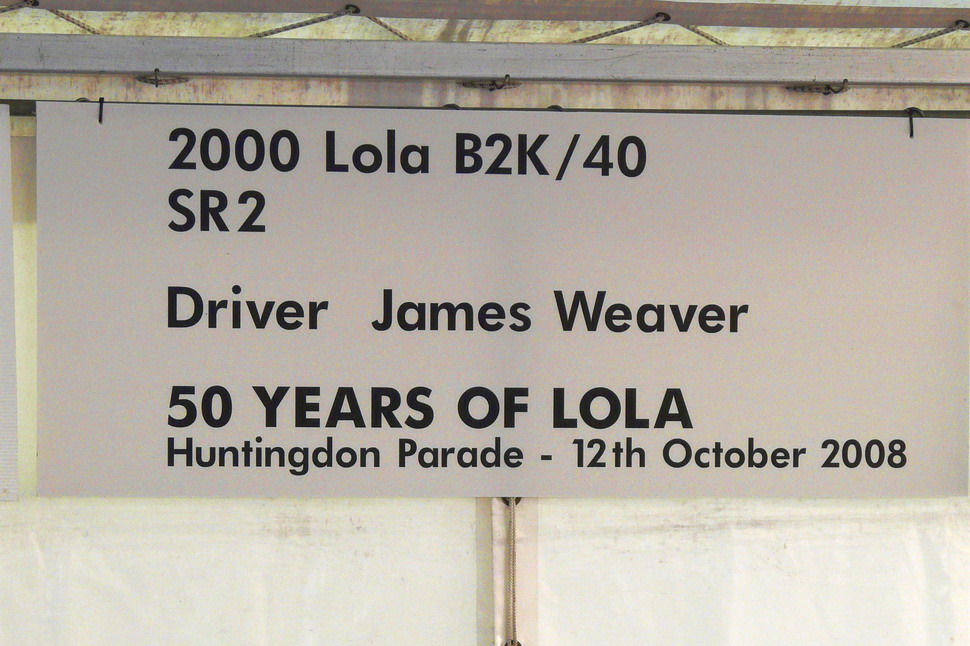 2000 Lola B2K/40
SR2
Driver James Weaver
50 YEARS OF LOLA
Huntingdon Parade - 12th October 2008